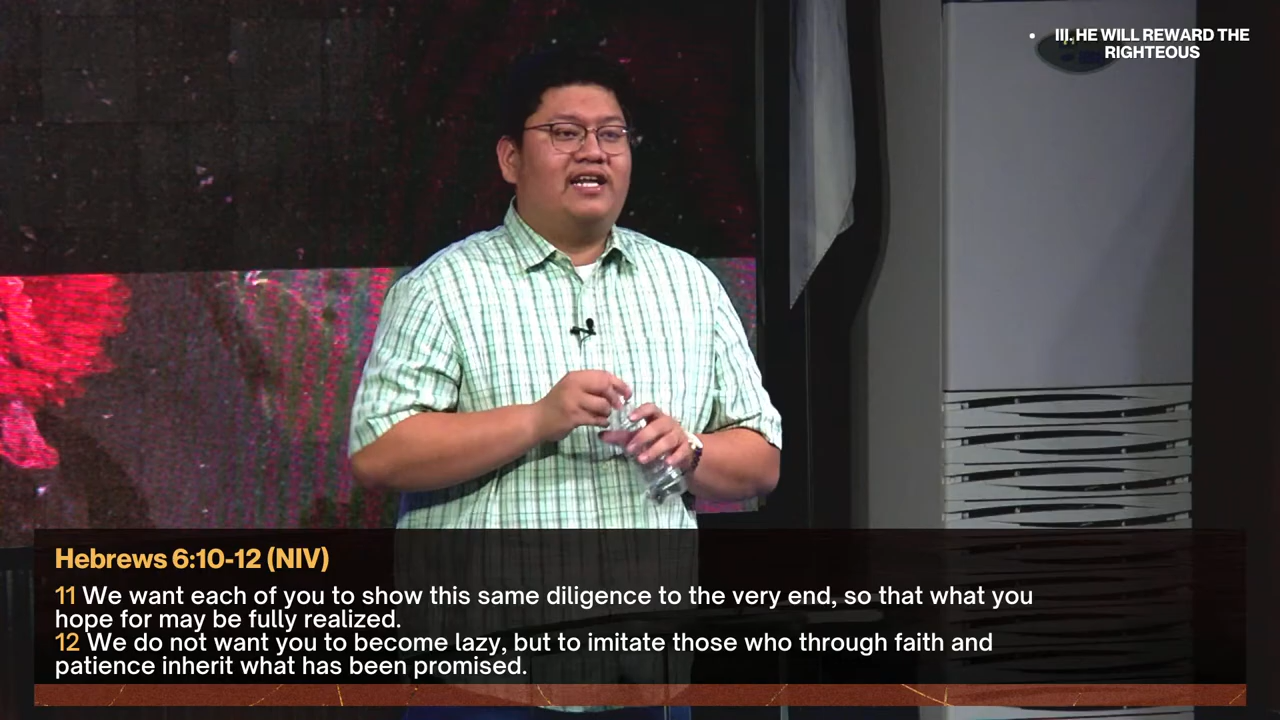 • III. HE WILL REWARD THE
RIGHTEOUS
Hebrews 6:10-12 (NIV)
11 We want each of you to show this same diligence to the very end, so that what you
hope for may be fully realized.
12 We do not want you to become lazy, but to imitate those who through faith and
patience inherit what has been promised.